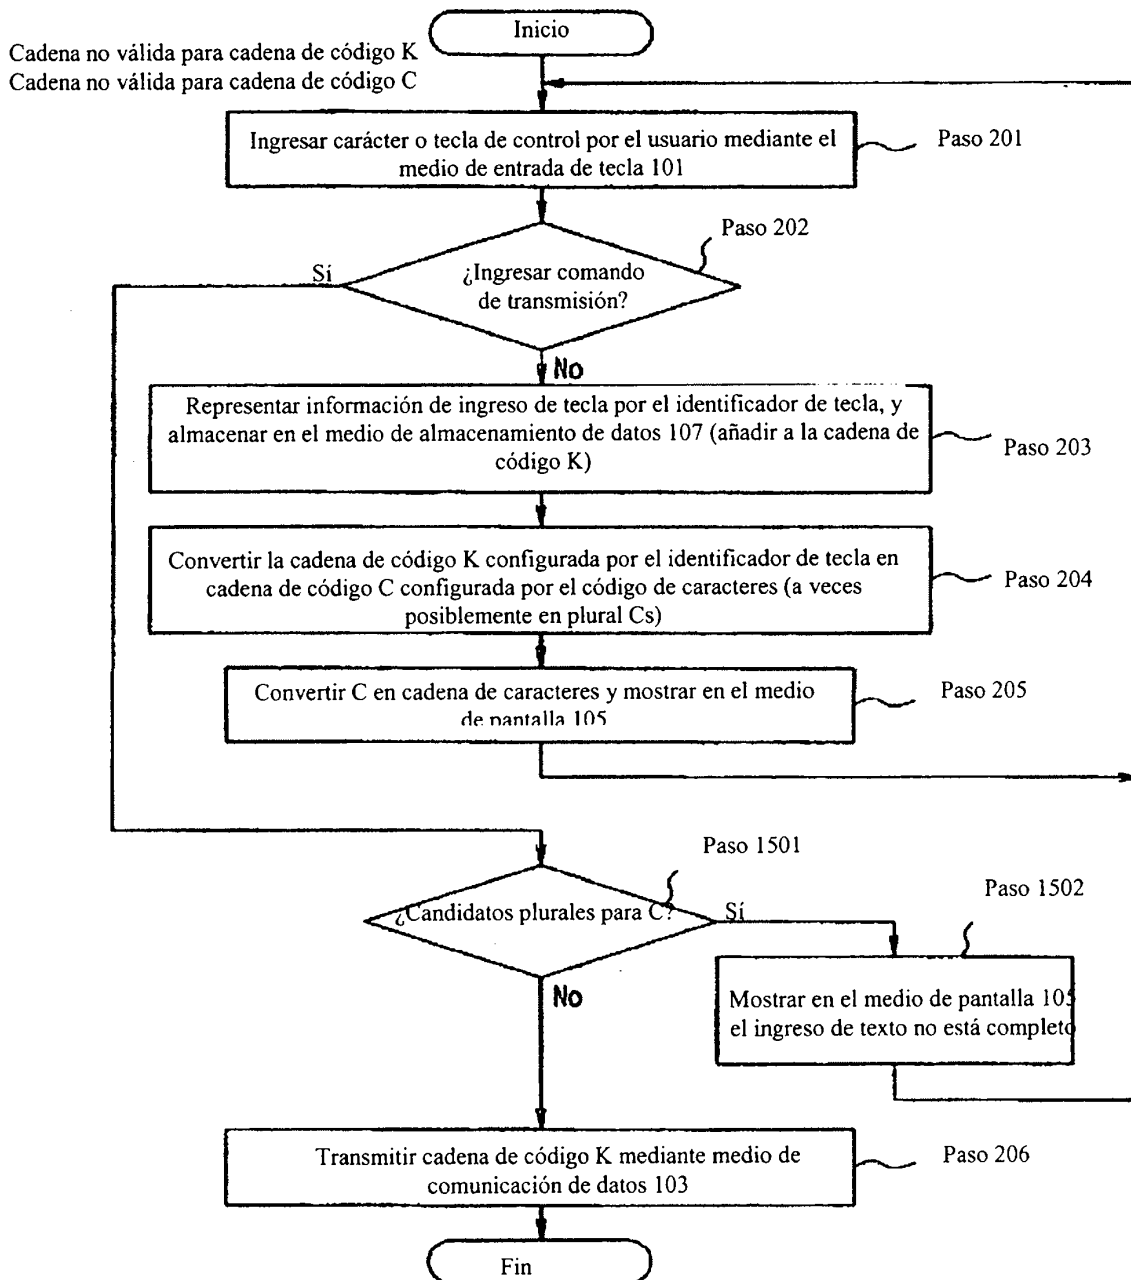 Inicio
Cadena no válida para cadena de código K
Cadena no válida para cadena de código C
Ingresar carácter o tecla de control por el usuario mediante el
medio de entrada de tecla 101
Paso 201
Paso 202
¿Ingresar comando
de transmisión?
Sí
No
Representar información de ingreso de tecla por el identificador de tecla, y
almacenar en el medio de almacenamiento de datos 107 (añadir a la cadena de
código K)
Paso 203
Convertir la cadena de código K configurada por el identificador de tecla en
cadena de código C configurada por el código de caracteres (a veces
posiblemente en plural Cs)
Paso 204
Convertir C en cadena de caracteres y mostrar en el medio
de pantalla 105
Paso 205
Paso 1501
¿Candidatos plurales para C?
Sí
No
Paso 1502
Mostrar en el medio de pantalla 105
el ingreso de texto no está completo
Transmitir cadena de código K mediante medio de
comunicación de datos 103
Paso 206
Fin